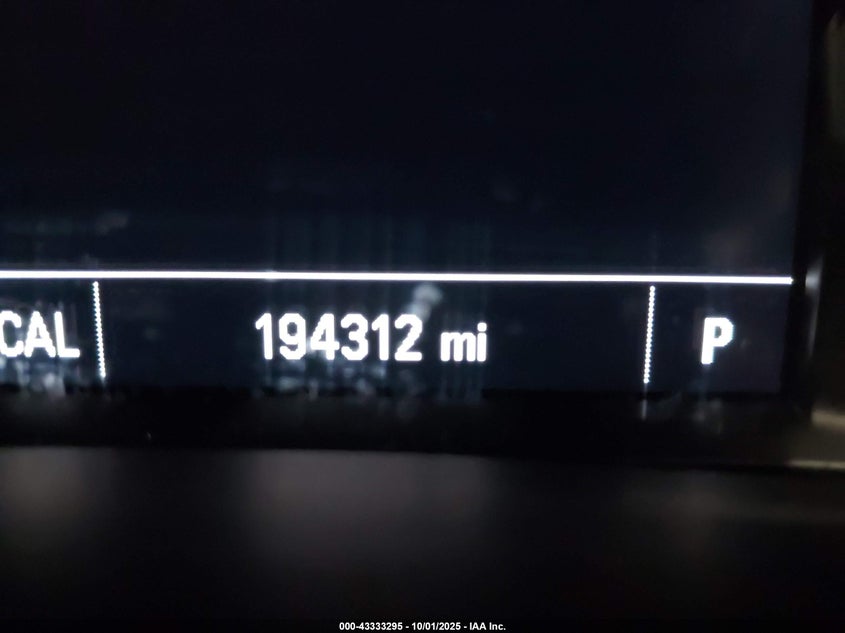 CAL 194312 mi P
000-43333295 - 10/01/2025 - IAA Inc.